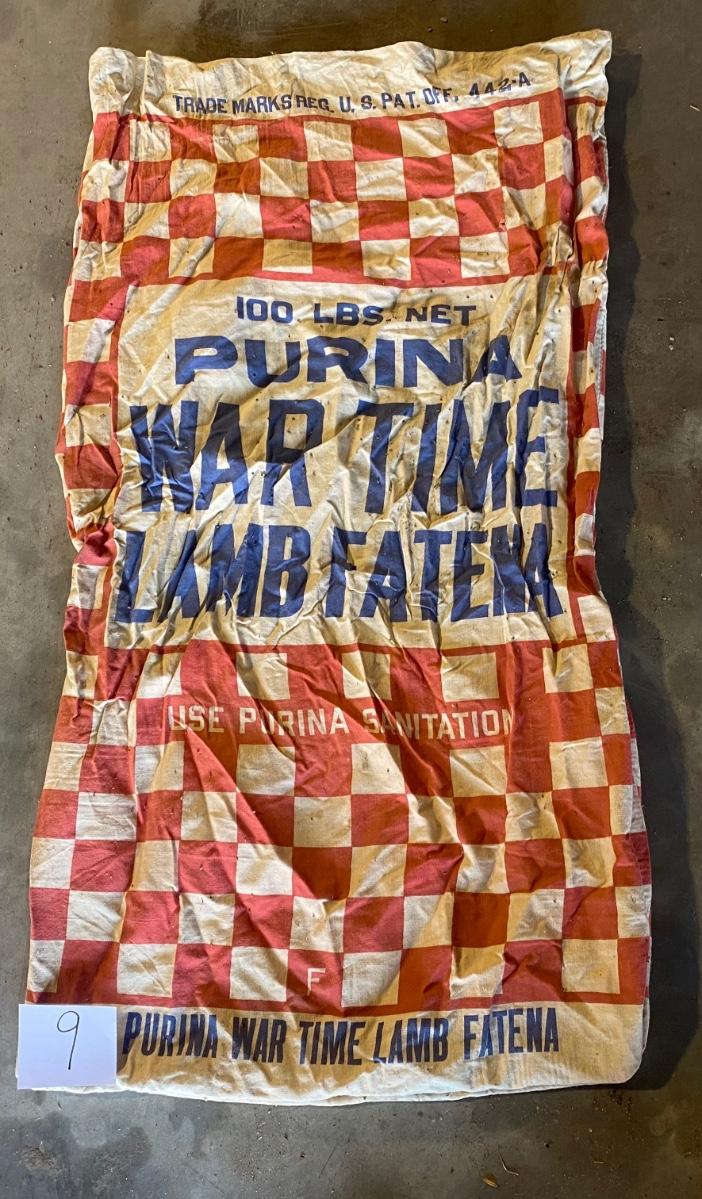 TRADE MARKS REG. U. S. PAT. OFF. 442-A
100 LBS. NET
PURINA
WAR TIME
LAMB FATENA
USE PURINA SANITATION
F
9
PURINA WAR TIME LAMB FATENA